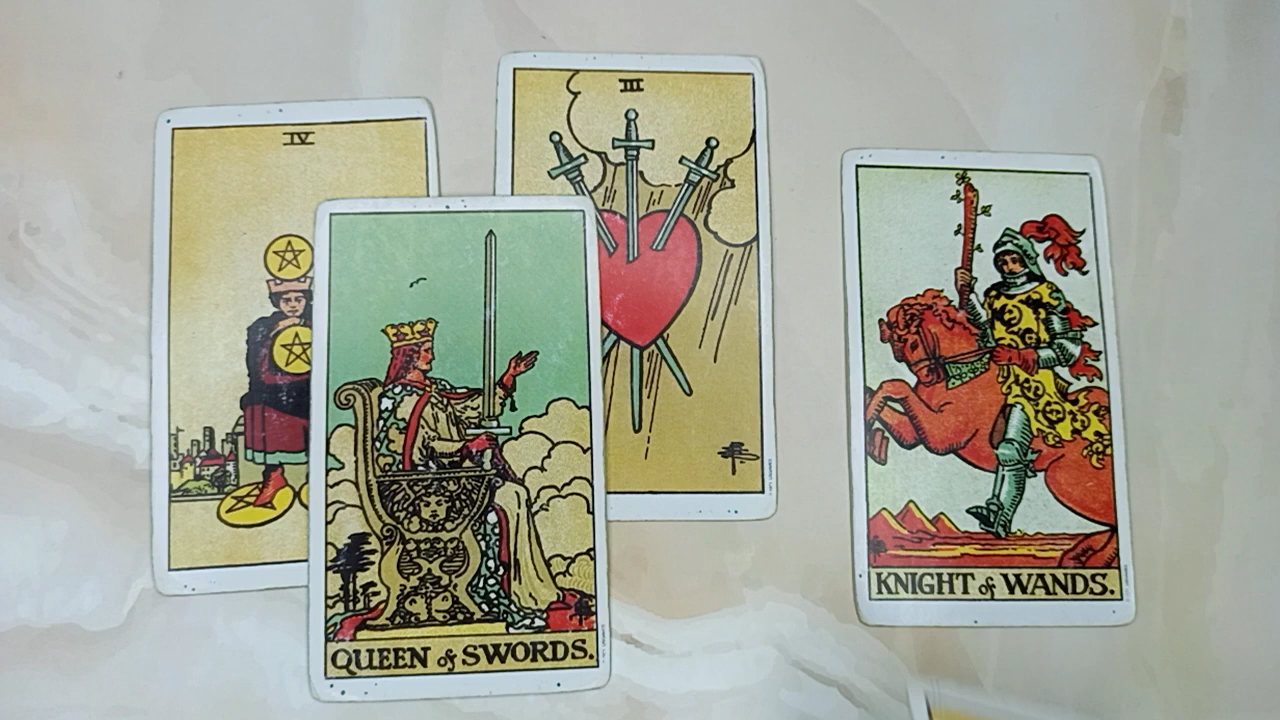 IV
III
QUEEN of SWORDS.
KNIGHT of WANDS.